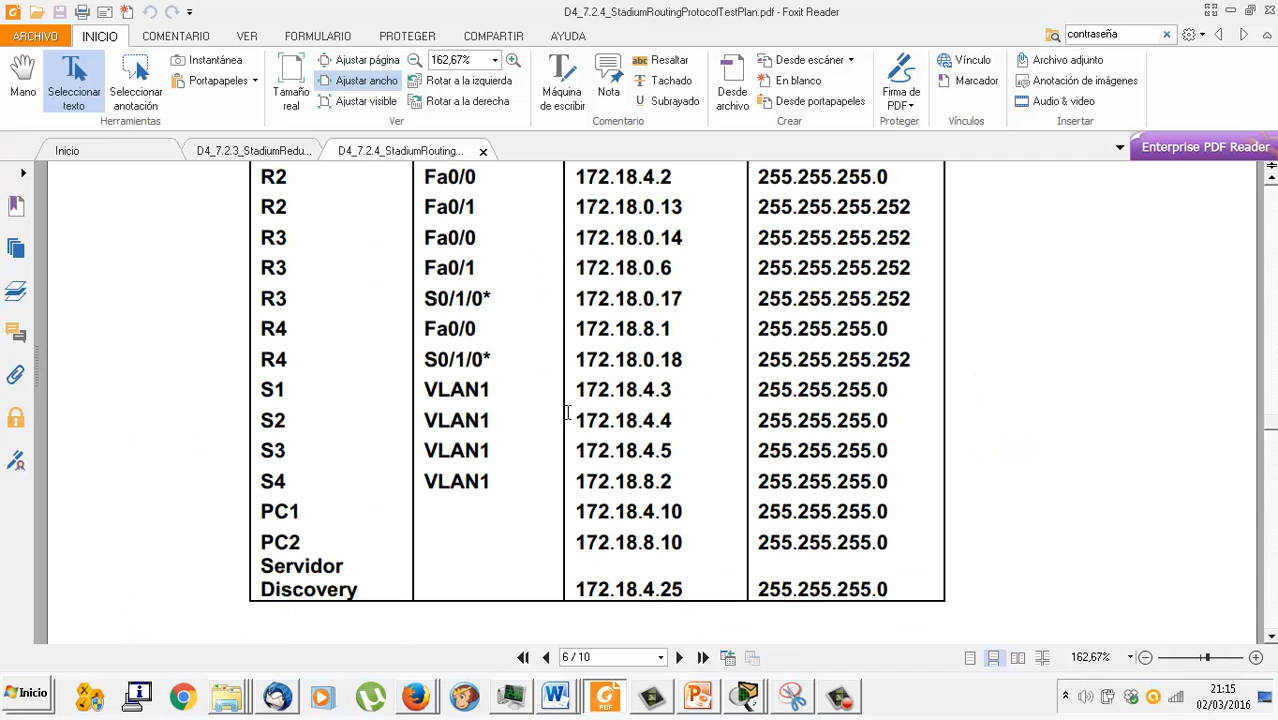 D4_7.2.4_StadiumRoutingProtocolTestPlan.pdf - Foxit Reader
ARCHIVO INICIO COMENTARIO VER FORMULARIO PROTEGER COMPARTIR AYUDA contraseña
Mano
Seleccionar texto
Seleccionar anotación
Instantánea
Portapapeles
Herramientas
Tamaño real
Ajustar página
Ajustar ancho
Ajustar visible
162,67%
Rotar a la izquierda
Rotar a la derecha
Ver
Máquina de escribir
Nota
Resaltar
Tachado
Subrayado
Comentario
Desde archivo
Desde escáner
En blanco
Desde portapapeles
Crear
Firma de PDF
Proteger
Vínculo
Marcador
Vínculos
Archivo adjunto
Anotación de imágenes
Audio & video
Insertar
Inicio D4_7.2.3_StadiumRedu... D4_7.2.4_StadiumRouting... Enterprise PDF Reader
R2 Fa0/0 172.18.4.2 255.255.255.0
R2 Fa0/1 172.18.0.13 255.255.255.252
R3 Fa0/0 172.18.0.14 255.255.255.252
R3 Fa0/1 172.18.0.6 255.255.255.252
R3 S0/1/0* 172.18.0.17 255.255.255.252
R4 Fa0/0 172.18.8.1 255.255.255.0
R4 S0/1/0* 172.18.0.18 255.255.255.252
S1 VLAN1 172.18.4.3 255.255.255.0
S2 VLAN1 172.18.4.4 255.255.255.0
S3 VLAN1 172.18.4.5 255.255.255.0
S4 VLAN1 172.18.8.2 255.255.255.0
PC1 172.18.4.10 255.255.255.0
PC2 172.18.8.10 255.255.255.0
Servidor
Discovery 172.18.4.25 255.255.255.0
6 / 10 162,67%
Inicio
21:15
02/03/2016